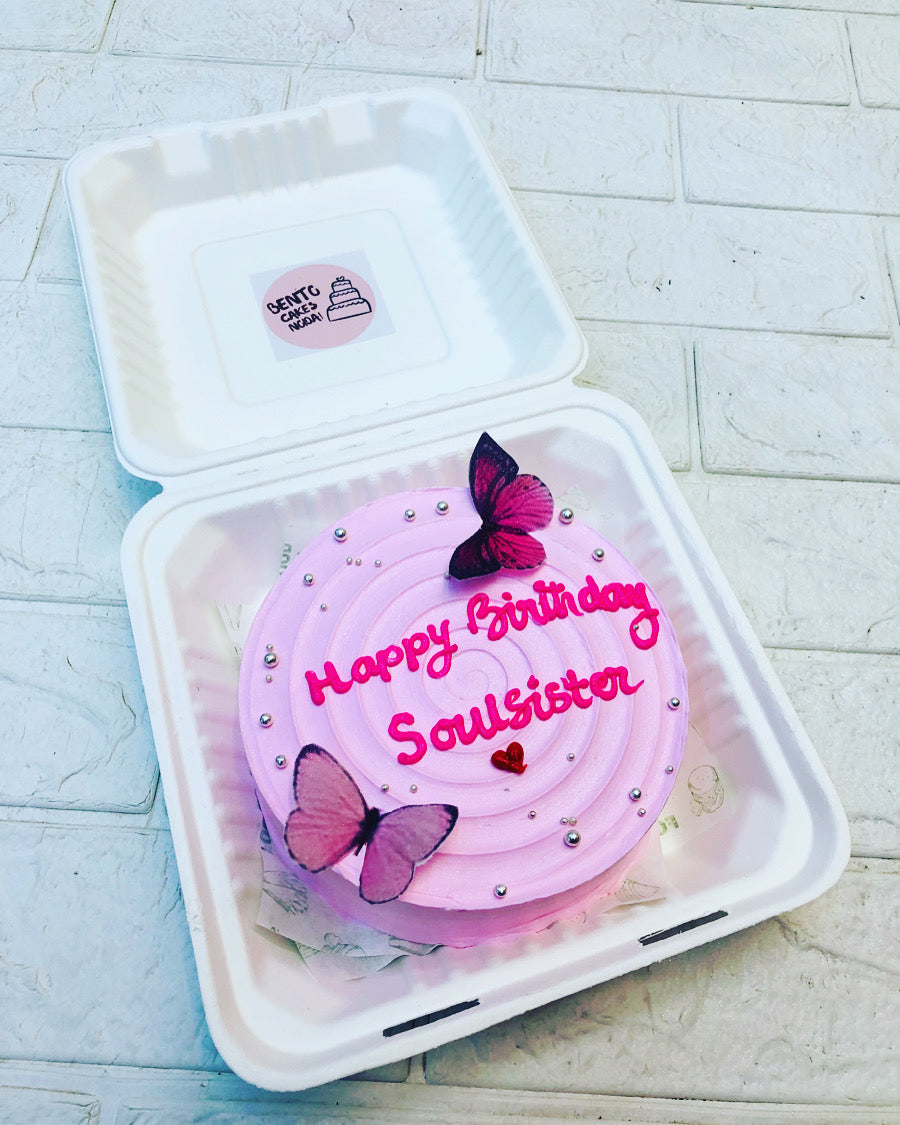 BENTO
CAKES
NOIDA!
Happy Birthday
Soulsister